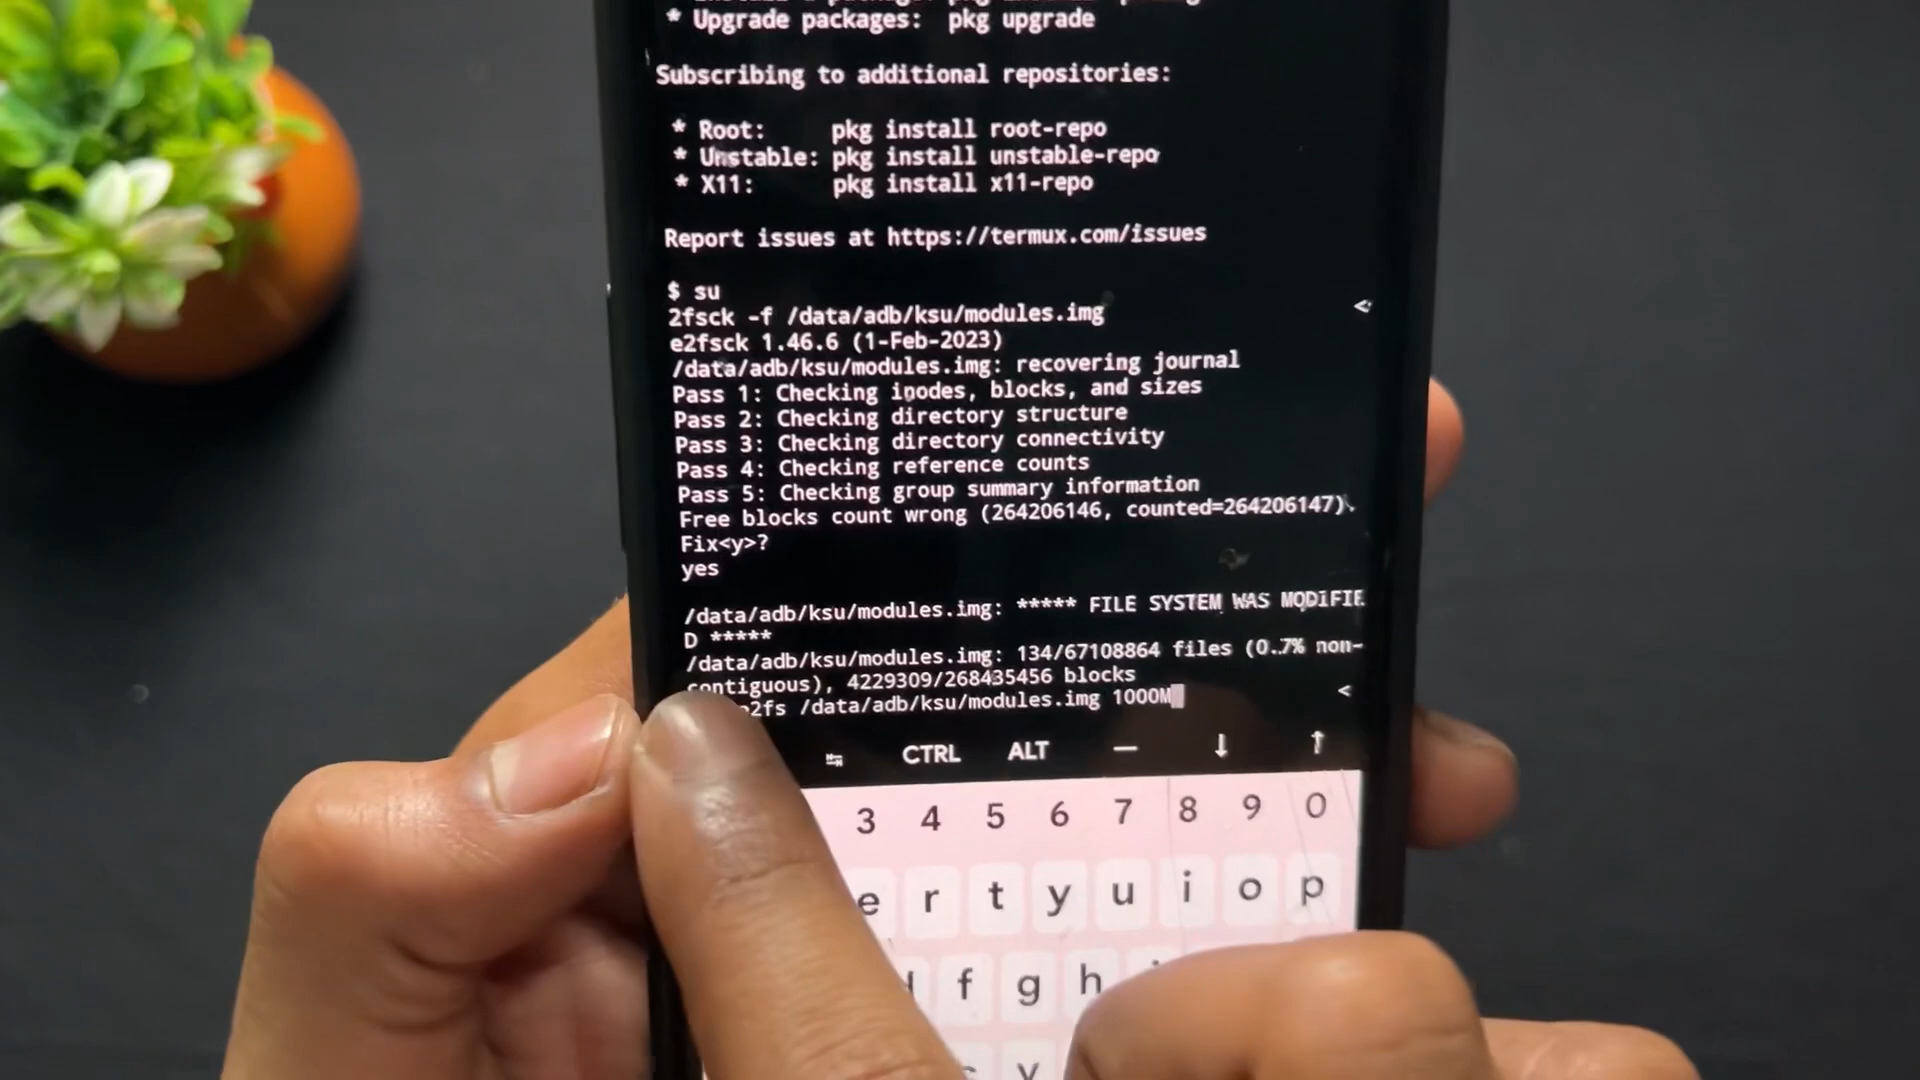 * Upgrade packages: pkg upgrade
Subscribing to additional repositories:
* Root: pkg install root-repo
* Unstable: pkg install unstable-repo
* X11: pkg install x11-repo
Report issues at https://termux.com/issues
$ su
2fsck -f /data/adb/ksu/modules.img <
e2fsck 1.46.6 (1-Feb-2023)
/data/adb/ksu/modules.img: recovering journal
Pass 1: Checking inodes, blocks, and sizes
Pass 2: Checking directory structure
Pass 3: Checking directory connectivity
Pass 4: Checking reference counts
Pass 5: Checking group summary information
Free blocks count wrong (264206146, counted=264206147).
Fix<y>?
yes
/data/adb/ksu/modules.img: ***** FILE SYSTEM WAS MODIFIE
D *****
/data/adb/ksu/modules.img: 134/67108864 files (0.7% non-
contiguous), 4229309/268435456 blocks
e2fs /data/adb/ksu/modules.img 1000M <
CTRL ALT — ↓ ↑
3 4 5 6 7 8 9 0
e r t y u i o p
f g h
v